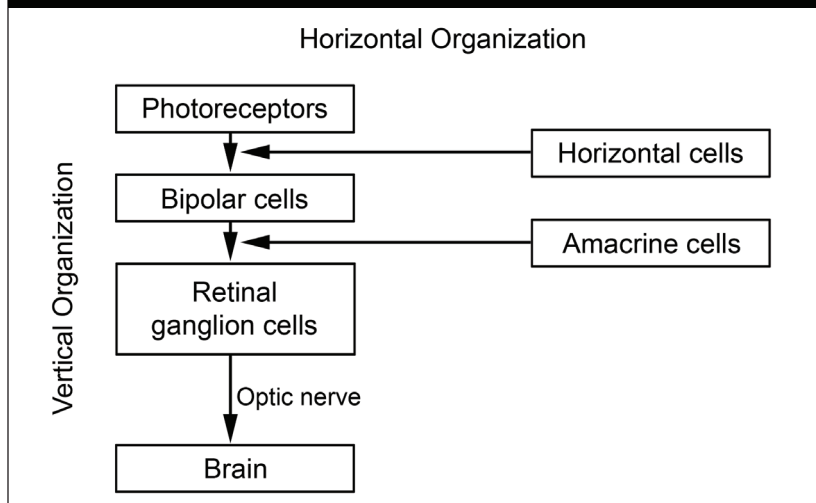 Horizontal Organization
Photoreceptors
Horizontal cells
Bipolar cells
Amacrine cells
Retinal
ganglion cells
Optic nerve
Brain
Vertical Organization